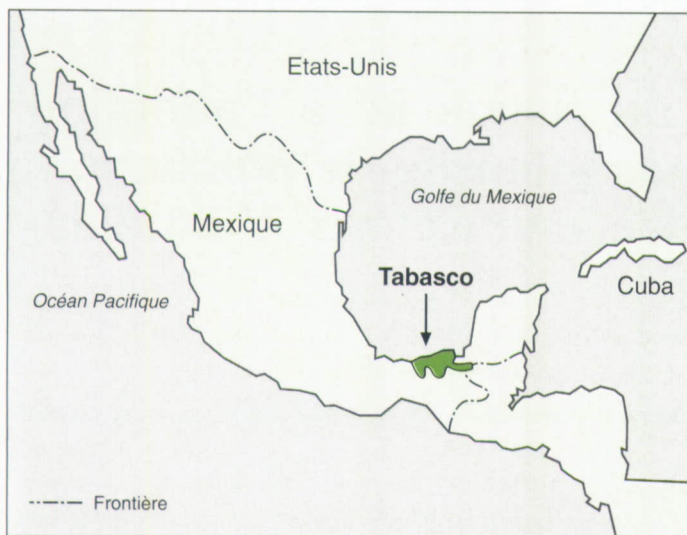 Etats-Unis
Golfe du Mexique
Mexique
Tabasco
Cuba
Océan Pacifique
Frontière